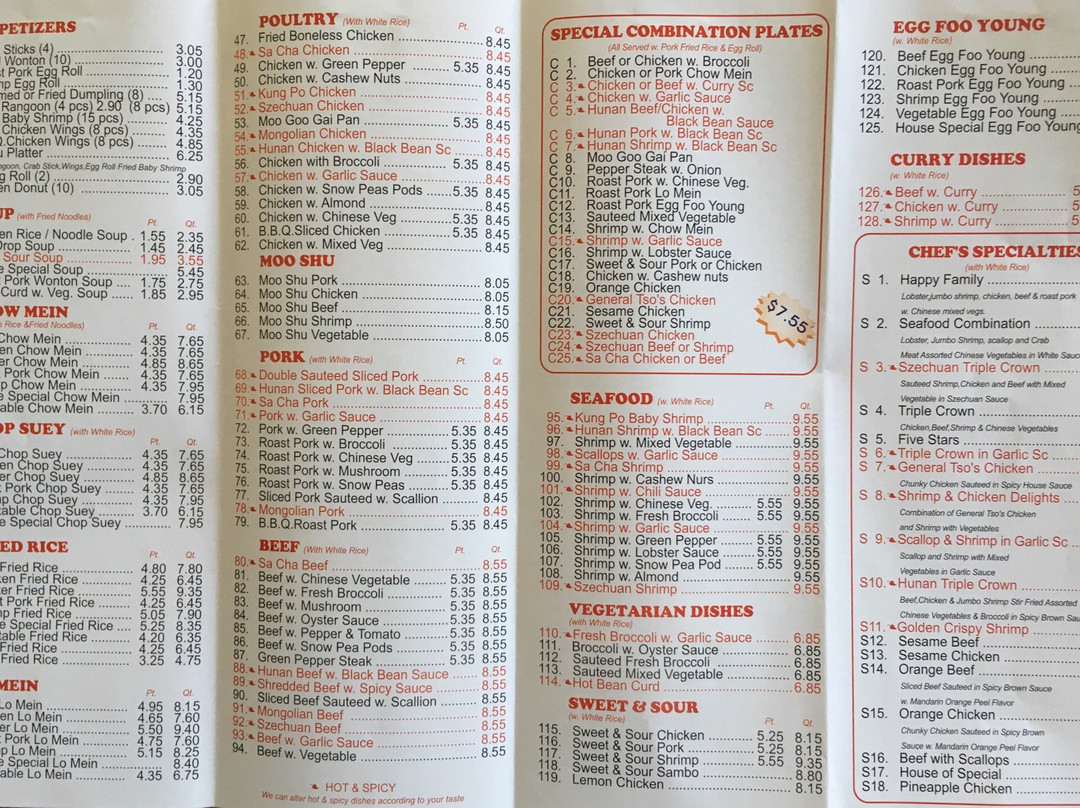 PETIZERS
Sticks (4) 3.05
Wonton (10) 3.00
t Pork Egg Roll 1.20
mp Egg Roll 1.30
med or Fried Dumpling (8) 5.15
Rangoon (4 pcs) 2.90 (8 pcs) 5.15
Baby Shrimp (15 pcs) 4.25
Chicken Wings (8 pcs) 4.35
Q.Chicken Wings (8 pcs) 4.85
u Platter 6.25
ngoon, Crab Stick,Wings,Egg Roll Fried Baby Shrimp
g Roll (2) 2.90
en Donut (10) 3.05
UP (with Fried Noodles)
Pt. Qt.
en Rice / Noodle Soup 1.55 2.35
Drop Soup 1.45 2.45
Sour Soup 1.95 3.55
e Special Soup 5.45
t Pork Wonton Soup 1.75 2.75
Curd w. Veg. Soup 1.85 2.95
OW MEIN
Rice &Fried Noodles) Pt. Qt.
Chow Mein 4.35 7.65
en Chow Mein 4.35 7.65
er Chow Mein 4.85 8.65
t Pork Chow Mein 4.35 7.65
p Chow Mein 4.35 7.95
e Special Chow Mein 7.95
table Chow Mein 3.70 6.15
OP SUEY (with White Rice)
Pt. Qt.
Chop Suey 4.35 7.65
en Chop Suey 4.35 7.65
er Chop Suey 4.85 8.65
t Pork Chop Suey 4.35 7.65
mp Chop Suey 4.35 7.95
table Chop Suey 3.70 6.15
e Special Chop Suey 7.95
ED RICE
Pt. Qt.
Fried Rice 4.80 7.80
ken Fried Rice 4.25 6.45
ter Fried Rice 5.55 9.35
t Pork Fried Rice 4.25 6.45
mp Fried Rice 5.05 7.90
e Special Fried Rice 5.25 8.35
table Fried Rice 4.20 6.35
Fried Rice 4.25 6.45
Fried Rice 3.25 4.75
MEIN
Pt. Qt.
Lo Mein 4.95 8.15
en Lo Mein 4.65 7.60
er Lo Mein 5.50 9.40
t Pork Lo Mein 4.75 7.60
p Lo Mein 5.15 8.25
e Special Lo Mein 8.40
able Lo Mein 4.35 6.75
POULTRY (With White Rice) Pt. Qt.
47. Fried Boneless Chicken 8.45
48. Sa Cha Chicken 8.45
49. Chicken w. Green Pepper 5.35 8.45
50. Chicken w. Cashew Nuts 8.45
51. Kung Po Chicken 8.45
52. Szechuan Chicken 8.45
53. Moo Goo Gai Pan 5.35 8.45
54. Mongolian Chicken 8.45
55. Hunan Chicken w. Black Bean Sc 8.45
56. Chicken with Broccoli 5.35 8.45
57. Chicken w. Garlic Sauce 8.45
58. Chicken w. Snow Peas Pods 5.35 8.45
59. Chicken w. Almond 8.45
60. Chicken w. Chinese Veg 5.35 8.45
61. B.B.Q.Sliced Chicken 5.35 8.45
62. Chicken w. Mixed Veg 8.45
MOO SHU
63. Moo Shu Pork 8.05
64. Moo Shu Chicken 8.05
65. Moo Shu Beef 8.15
66. Moo Shu Shrimp 8.50
67. Moo Shu Vegetable 8.05
PORK (with White Rice) Pt. Qt.
68. Double Sauteed Sliced Pork 8.45
69. Hunan Sliced Pork w. Black Bean Sc 8.45
70. Sa Cha Pork 8.45
71. Pork w. Garlic Sauce 8.45
72. Pork w. Green Pepper 5.35 8.45
73. Roast Pork w. Broccoli 5.35 8.45
74. Roast Pork w. Chinese Veg 5.35 8.45
75. Roast Pork w. Mushroom 5.35 8.45
76. Roast Pork w. Snow Peas 5.35 8.45
77. Sliced Pork Sauteed w. Scallion 8.45
78. Mongolian Pork 8.45
79. B.B.Q.Roast Pork 5.35 8.45
BEEF (With White Rice) Pt. Qt.
80. Sa Cha Beef 8.55
81. Beef w. Chinese Vegetable 5.35 8.55
82. Beef w. Fresh Broccoli 5.35 8.55
83. Beef w. Mushroom 5.35 8.55
84. Beef w. Oyster Sauce 5.35 8.55
85. Beef w. Pepper & Tomato 5.35 8.55
86. Beef w. Snow Pea Pods 5.35 8.55
87. Green Pepper Steak 5.35 8.55
88. Hunan Beef w. Black Bean Sauce 8.55
89. Shredded Beef w. Spicy Sauce 8.55
90. Sliced Beef Sauteed w. Scallion 8.55
91. Mongolian Beef 8.55
92. Szechuan Beef 8.55
93. Beef w. Garlic Sauce 8.55
94. Beef w. Vegetable 8.55
HOT & SPICY
We can alter hot & spicy dishes according to your taste
SPECIAL COMBINATION PLATES
(All Served w. Pork Fried Rice & Egg Roll)
C 1. Beef or Chicken w. Broccoli
C 2. Chicken or Pork Chow Mein
C 3. Chicken or Beef w. Curry Sc
C 4. Chicken w. Garlic Sauce
C 5. Hunan Beef/Chicken w.
Black Bean Sauce
C 6. Hunan Pork w. Black Bean Sc
C 7. Hunan Shrimp w. Black Bean Sc
C 8. Moo Goo Gai Pan
C 9. Pepper Steak w. Onion
C10. Roast Pork w. Chinese Veg.
C11. Roast Pork Lo Mein
C12. Roast Pork Egg Foo Young
C13. Sauteed Mixed Vegetable
C14. Shrimp w. Chow Mein
C15. Shrimp w. Garlic Sauce
C16. Shrimp w. Lobster Sauce
C17. Sweet & Sour Pork or Chicken
C18. Chicken w. Cashew nuts
C19. Orange Chicken
C20. General Tso's Chicken
C21. Sesame Chicken
C22. Sweet & Sour Shrimp
C23. Szechuan Chicken
C24. Szechuan Beef or Shrimp
C25. Sa Cha Chicken or Beef
$7.55
SEAFOOD (w. White Rice) Pt. Qt.
95. Kung Po Baby Shrimp 9.55
96. Hunan Shrimp w. Black Bean Sc 9.55
97. Shrimp w. Mixed Vegetable 9.55
98. Scallops w. Garlic Sauce 9.55
99. Sa Cha Shrimp 9.55
100. Shrimp w. Cashew Nurs 9.55
101. Shrimp w. Chili Sauce 9.55
102. Shrimp w. Chinese Veg. 5.55 9.55
103. Shrimp w. Fresh Broccoli 5.55 9.55
104. Shrimp w. Garlic Sauce 9.55
105. Shrimp w. Green Pepper 5.55 9.55
106. Shrimp w. Lobster Sauce 5.55 9.55
107. Shrimp w. Snow Pea Pod 5.55 9.55
108. Shrimp w. Almond 9.55
109. Szechuan Shrimp 9.55
VEGETARIAN DISHES
(with White Rice)
110. Fresh Broccoli w. Garlic Sauce 6.85
111. Broccoli w. Oyster Sauce 6.85
112. Sauteed Fresh Broccoli 6.85
113. Sauteed Mixed Vegetable 6.85
114. Hot Bean Curd 6.85
SWEET & SOUR
(w. White Rice) Pt. Qt.
115. Sweet & Sour Chicken 5.25 8.15
116. Sweet & Sour Pork 5.25 8.15
117. Sweet & Sour Shrimp 5.55 9.35
118. Sweet & Sour Sambo 8.80
119. Lemon Chicken 8.15
EGG FOO YOUNG
(w. White Rice)
120. Beef Egg Foo Young
121. Chicken Egg Foo Young
122. Roast Pork Egg Foo Young
123. Shrimp Egg Foo Young
124. Vegetable Egg Foo Young
125. House Special Egg Foo Young
CURRY DISHES
(w. White Rice)
126. Beef w. Curry 5
127. Chicken w. Curry 5
128. Shrimp w. Curry 5
CHEF'S SPECIALTIES
(with White Rice)
S 1. Happy Family
Lobster,jumbo shrimp, chicken, beef & roast pork
w. Chinese mixed vegs.
S 2. Seafood Combination
Lobster, Jumbo Shrimp, scallop and Crab
Meat Assorted Chinese Vegetables in White Sauc
S 3. Szechuan Triple Crown
Sauteed Shrimp,Chicken and Beef with Mixed
Vegetable in Szechuan Sauce
S 4. Triple Crown
Chicken,Beef,Shrimp & Chinese Vegetables
S 5. Five Stars
S 6. Triple Crown in Garlic Sc
S 7. General Tso's Chicken
Chunky Chicken Sauteed in Spicy House Sauce
S 8. Shrimp & Chicken Delights
Combination of General Tso's Chicken
and Shrimp with Vegetables
S 9. Scallop & Shrimp in Garlic Sc
Scallop and Shrimp with Mixed
Vegetables in Garlic Sauce
S10. Hunan Triple Crown
Beef,Chicken & Jumbo Shrimp Stir Fried Assorted
Chinese Vegetables & Broccoli in Spicy Brown Sau
S11. Golden Crispy Shrimp
S12. Sesame Beef
S13. Sesame Chicken
S14. Orange Beef
Sliced Beef Sauteed in Spicy Brown Sauce
w. Mandarin Orange Peel Flavor
S15. Orange Chicken
Chunky Chicken Sauteed in Spicy Brown
Sauce w. Mandarin Orange Peel Flavor
S16. Beef with Scallops
S17. House of Special
S18. Pineapple Chicken